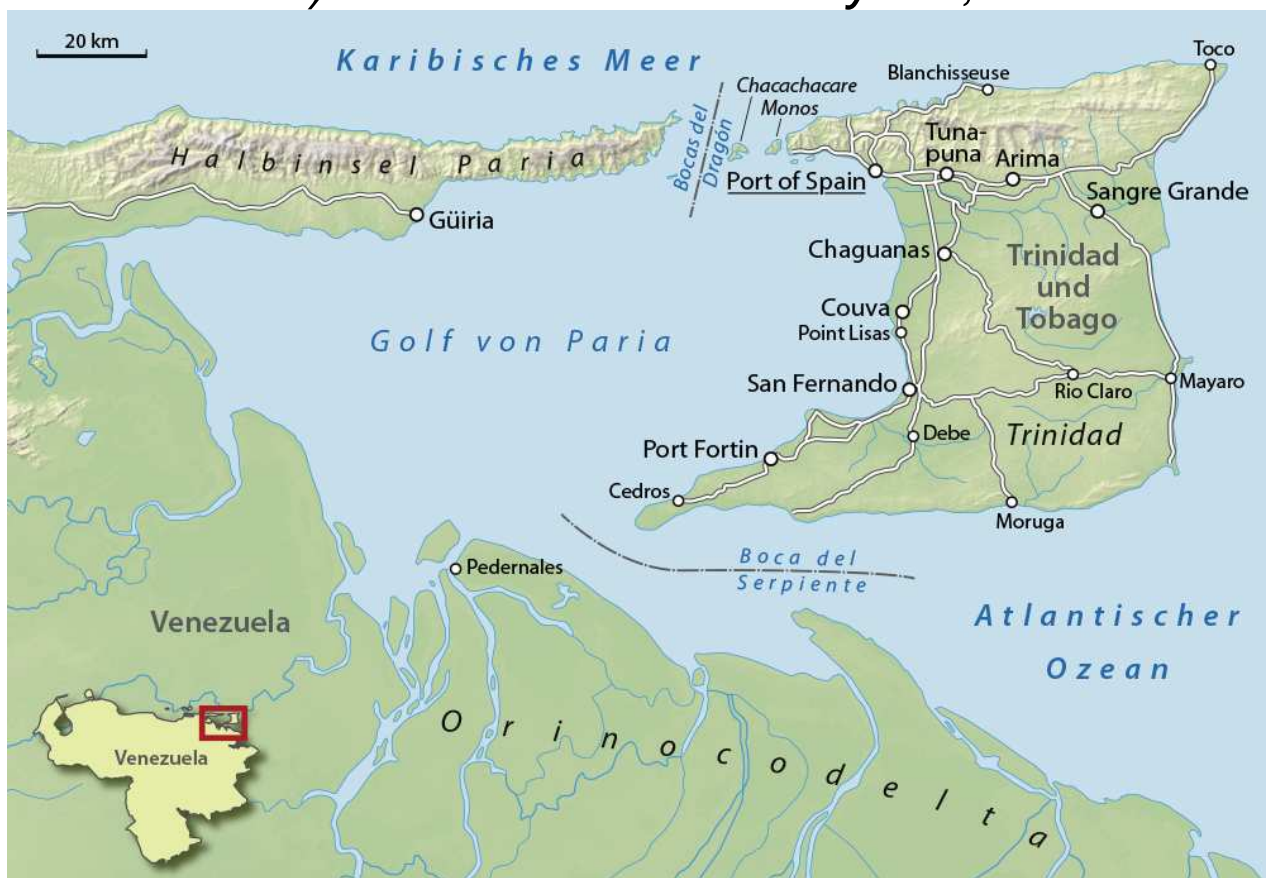 20 km
Karibisches Meer
Toco
Blanchisseuse
Chacachacare
Monos
Bocas del
Dragón
Halbinsel Paria
Tuna-
puna
Arima
Port of Spain
Sangre Grande
Güiria
Chaguanas
Trinidad
und
Tobago
Couva
Point Lisas
Golf von Paria
San Fernando
Rio Claro
Mayaro
Debe
Trinidad
Port Fortin
Cedros
Moruga
Boca del
Serpiente
Pedernales
Venezuela
Atlantischer
Ozean
Orinocodelta
Venezuela